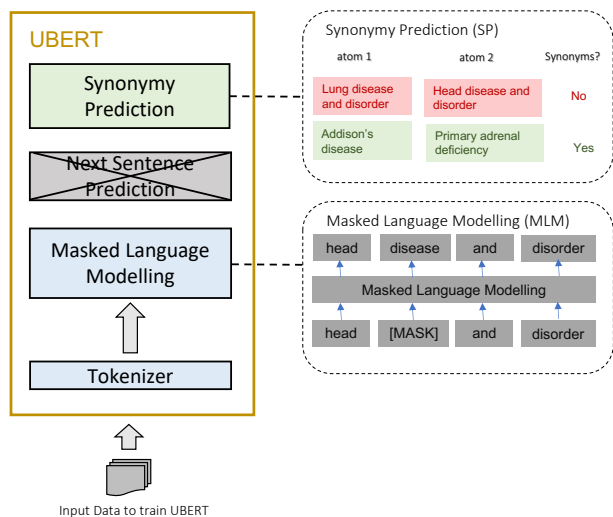 UBERT
Synonymy
Prediction
Next Sentence
Prediction
Masked Language
Modelling
Tokenizer
Input Data to train UBERT
Synonymy Prediction (SP)
atom 1 atom 2 Synonyms?
Lung disease Head disease and
and disorder disorder No
Addison's Primary adrenal
disease deficiency Yes
Masked Language Modelling (MLM)
head disease and disorder
Masked Language Modelling
head [MASK] and disorder